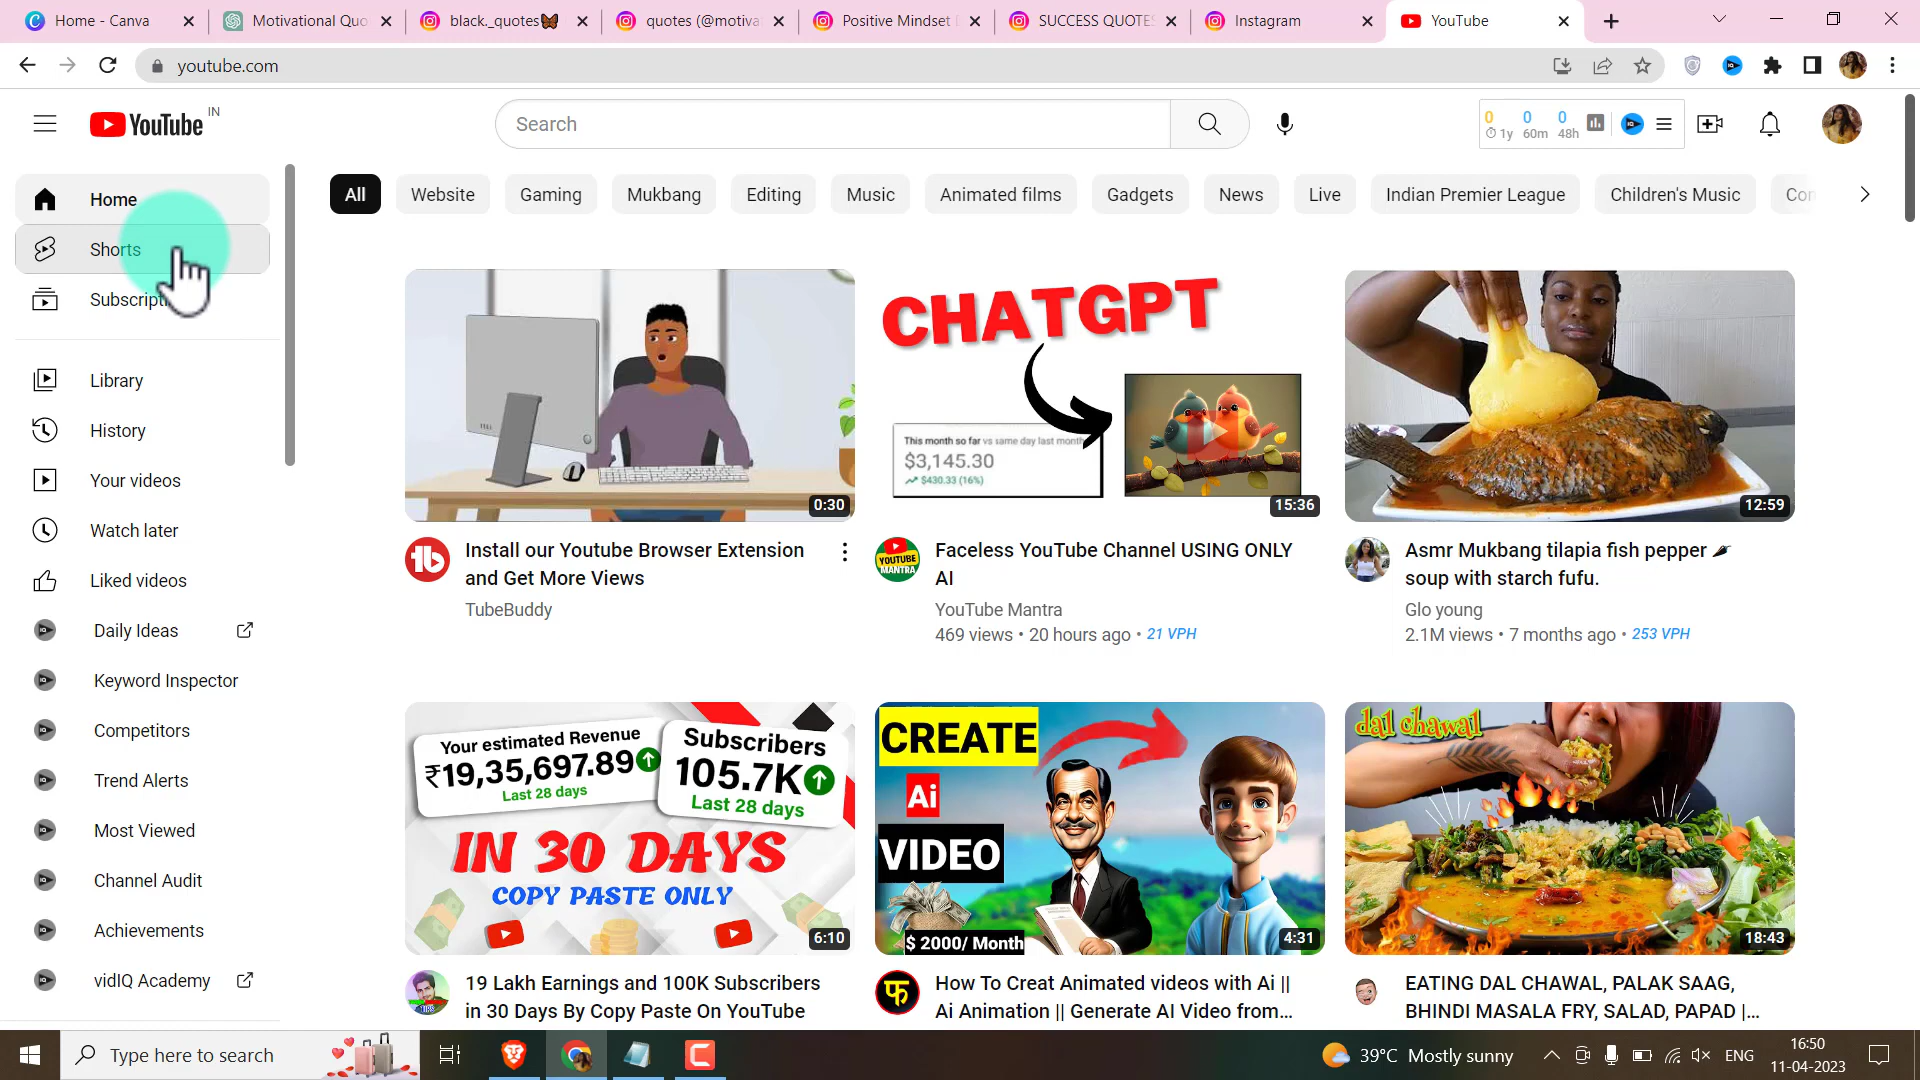 Home - Canva
Motivational Quo
black._quotes
quotes (@motiva
Positive Mindset
SUCCESS QUOTES
Instagram
YouTube
youtube.com
YouTube IN
Search
0 0 0
1y 60m 48h
Home
Shorts
Subscripti
Library
History
Your videos
Watch later
Liked videos
Daily Ideas
Keyword Inspector
Competitors
Trend Alerts
Most Viewed
Channel Audit
Achievements
vidIQ Academy
All
Website
Gaming
Mukbang
Editing
Music
Animated films
Gadgets
News
Live
Indian Premier League
Children's Music
Con
0:30
Install our Youtube Browser Extension
and Get More Views
TubeBuddy
CHATGPT
This month so far vs same day last month
$3,145.30
$430.33 (16%)
15:36
YOUTUBE
MANTRA
Faceless YouTube Channel USING ONLY
AI
YouTube Mantra
469 views • 20 hours ago • 21 VPH
12:59
Asmr Mukbang tilapia fish pepper
soup with starch fufu.
Glo young
2.1M views • 7 months ago • 253 VPH
Your estimated Revenue
₹19,35,697.89
Last 28 days
Subscribers
105.7K
Last 28 days
IN 30 DAYS
COPY PASTE ONLY
6:10
19 Lakh Earnings and 100K Subscribers
in 30 Days By Copy Paste On YouTube
CREATE
Ai
VIDEO
$ 2000/ Month
4:31
फ
How To Creat Animated videos with Ai ||
Ai Animation || Generate AI Video from...
dal chawal
18:43
EATING DAL CHAWAL, PALAK SAAG,
BHINDI MASALA FRY, SALAD, PAPAD |...
Type here to search
39°C Mostly sunny
ENG
16:50
11-04-2023